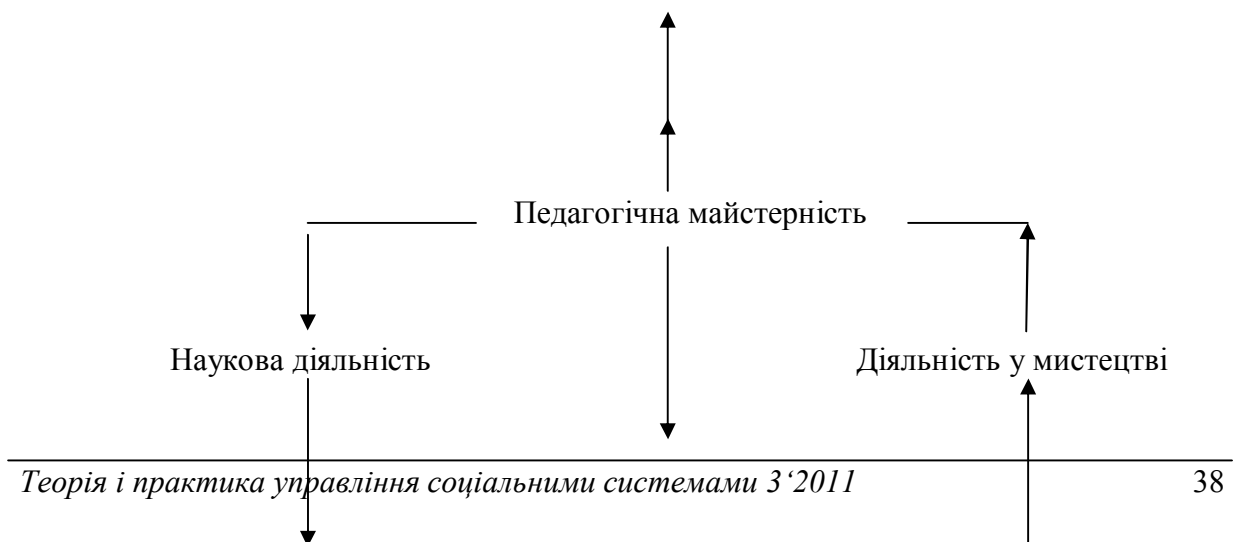 Педагогічна майстерність
Наукова діяльність
Діяльність у мистецтві
Теорія і практика управління соціальними системами 3‘2011
38